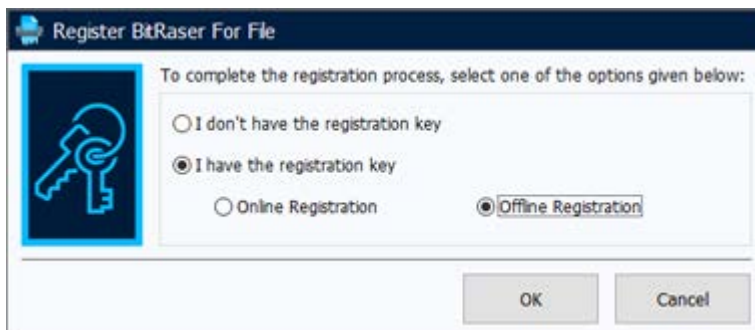 Register BitRaser For File
To complete the registration process, select one of the options given below:
I don't have the registration key
I have the registration key
Online Registration
Offline Registration
OK
Cancel